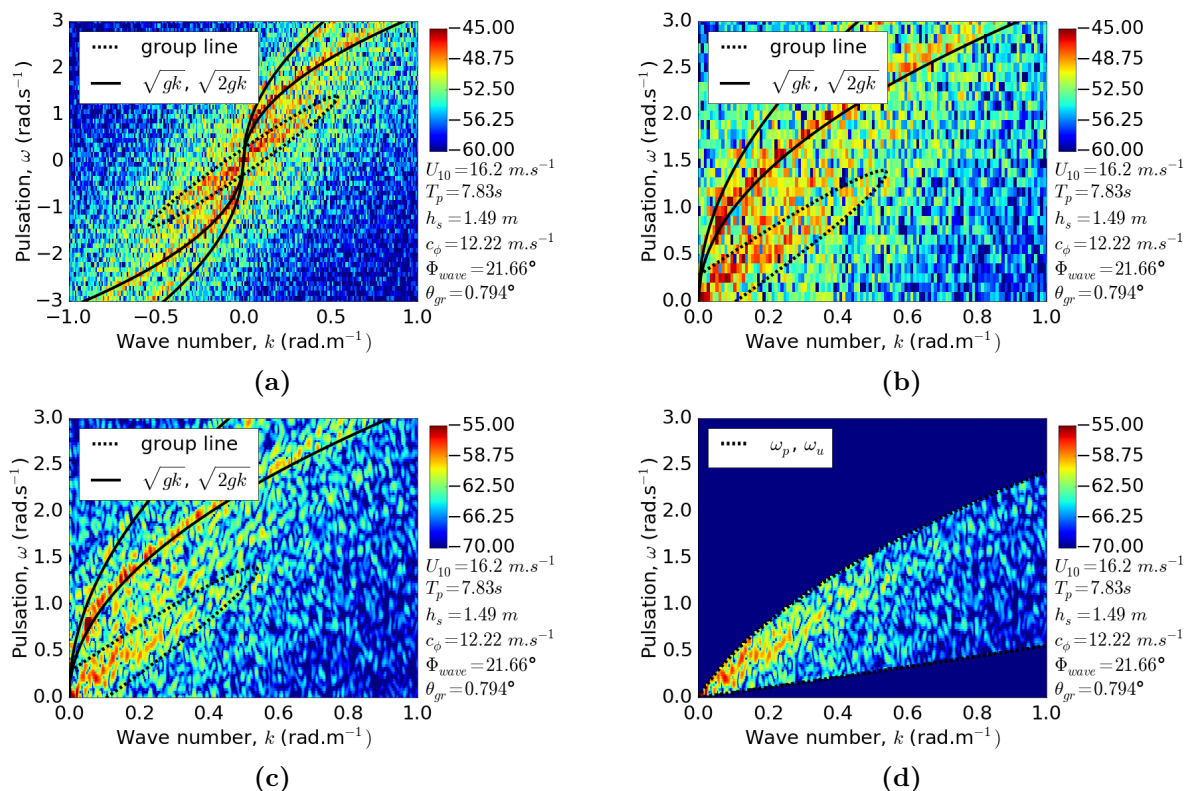 3
2
1
0
−1
−2
−3
−1.0 −0.5 0.0 0.5 1.0
Pulsation, ω (rad.s⁻¹)
Wave number, k (rad.m⁻¹)
group line
√gk, √2gk
−45.00
−48.75
−52.50
−56.25
−60.00
U₁₀=16.2 m.s⁻¹
Tₚ=7.83s
hₛ=1.49 m
c_ϕ=12.22 m.s⁻¹
Φ_wave=21.66°
θ_gr=0.794°
(a)
3.0
2.5
2.0
1.5
1.0
0.5
0.0
0.0 0.2 0.4 0.6 0.8 1.0
Pulsation, ω (rad.s⁻¹)
Wave number, k (rad.m⁻¹)
group line
√gk, √2gk
−45.00
−48.75
−52.50
−56.25
−60.00
U₁₀=16.2 m.s⁻¹
Tₚ=7.83s
hₛ=1.49 m
c_ϕ=12.22 m.s⁻¹
Φ_wave=21.66°
θ_gr=0.794°
(b)
3.0
2.5
2.0
1.5
1.0
0.5
0.0
0.0 0.2 0.4 0.6 0.8 1.0
Pulsation, ω (rad.s⁻¹)
Wave number, k (rad.m⁻¹)
group line
√gk, √2gk
−55.00
−58.75
−62.50
−66.25
−70.00
U₁₀=16.2 m.s⁻¹
Tₚ=7.83s
hₛ=1.49 m
c_ϕ=12.22 m.s⁻¹
Φ_wave=21.66°
θ_gr=0.794°
(c)
3.0
2.5
2.0
1.5
1.0
0.5
0.0
0.0 0.2 0.4 0.6 0.8 1.0
Pulsation, ω (rad.s⁻¹)
Wave number, k (rad.m⁻¹)
ωₚ, ωᵤ
−55.00
−58.75
−62.50
−66.25
−70.00
U₁₀=16.2 m.s⁻¹
Tₚ=7.83s
hₛ=1.49 m
c_ϕ=12.22 m.s⁻¹
Φ_wave=21.66°
θ_gr=0.794°
(d)